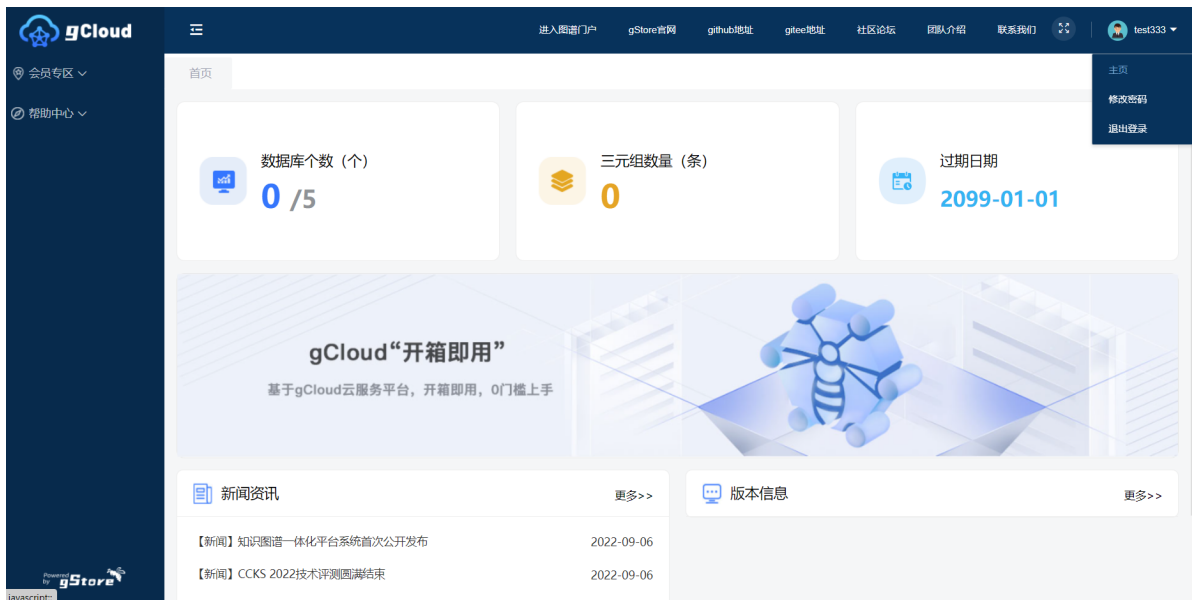 gCloud
进入图谱门户 gStore官网 github地址 gitee地址 社区论坛 团队介绍 联系我们 test333
会员专区
帮助中心
首页
主页
修改密码
退出登录
数据库个数（个）
0 /5
三元组数量（条）
0
过期日期
2099-01-01
gCloud“开箱即用”
基于gCloud云服务平台，开箱即用，0门槛上手
新闻资讯 更多>>
【新闻】知识图谱一体化平台系统首次公开发布 2022-09-06
【新闻】CCKS 2022技术评测圆满结束 2022-09-06
版本信息 更多>>
Powered by gStore
javascript:;